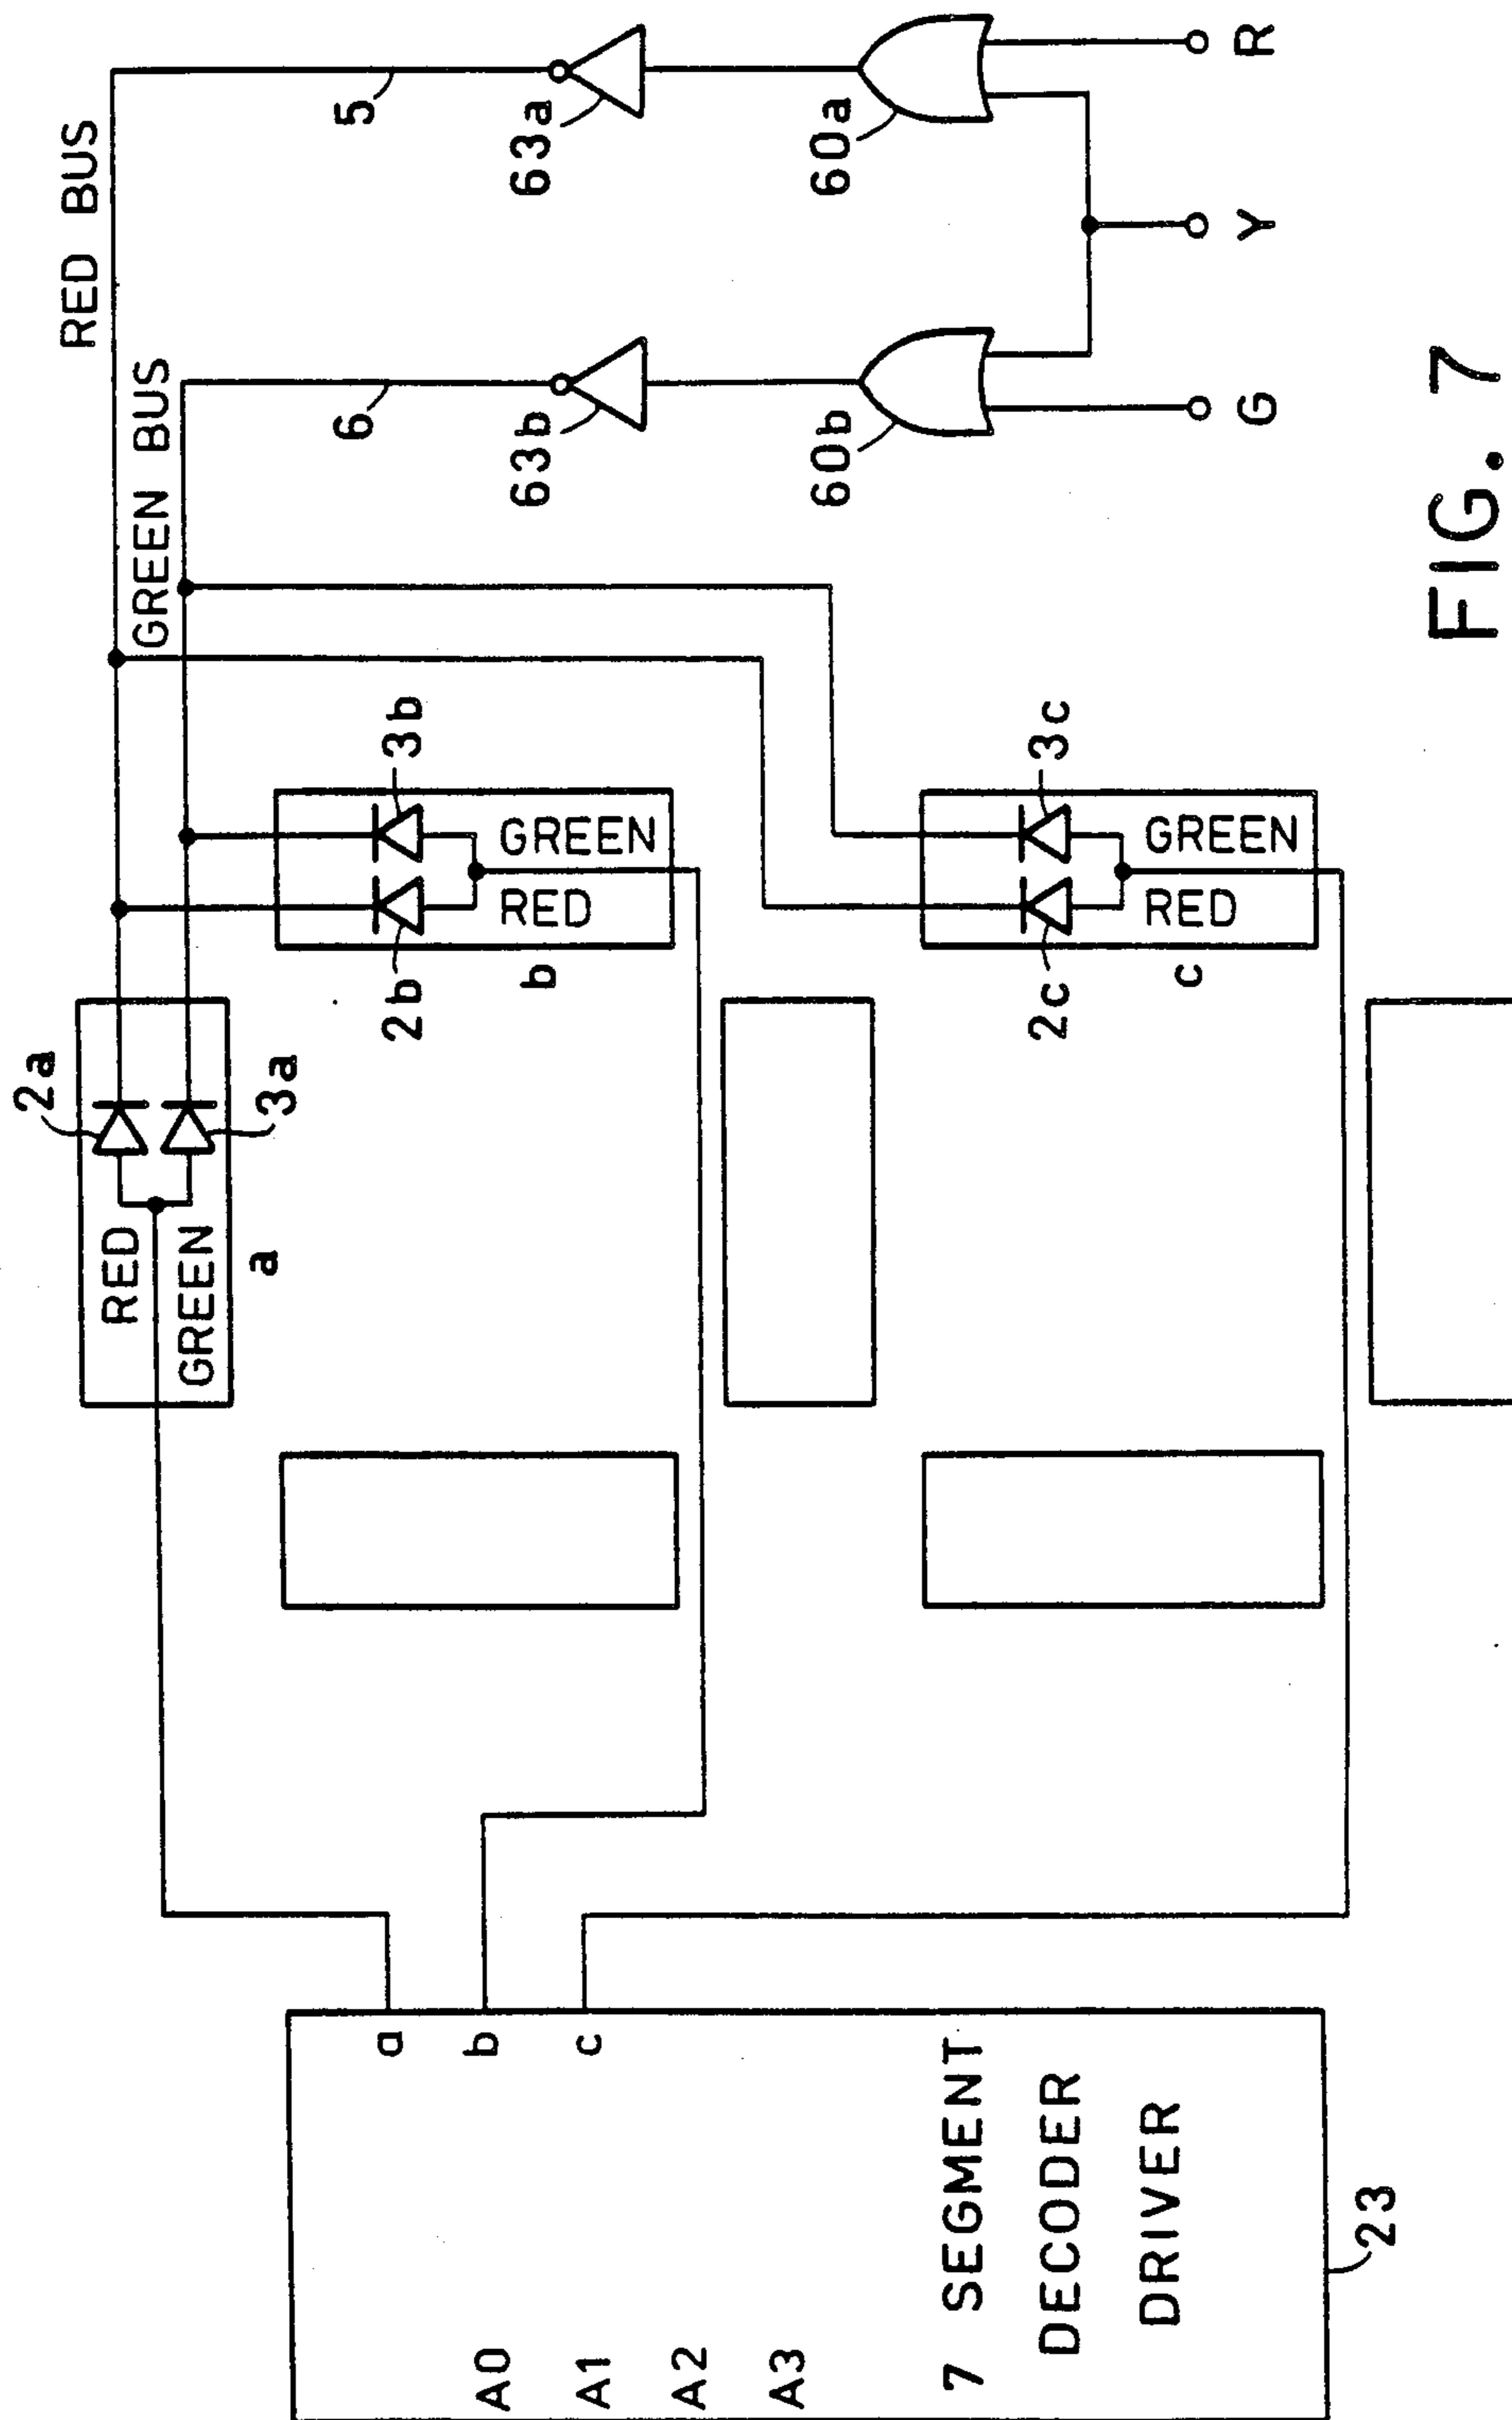 RED BUS
GREEN BUS
5
6
63a
63b
60a
60b
R
Y
G
2a
3a
RED
GREEN
a
2b
3b
GREEN
RED
b
2c
3c
GREEN
RED
c
a
b
c
A0
A1
A2
A3
7 SEGMENT
DECODER
DRIVER
23
FIG. 7